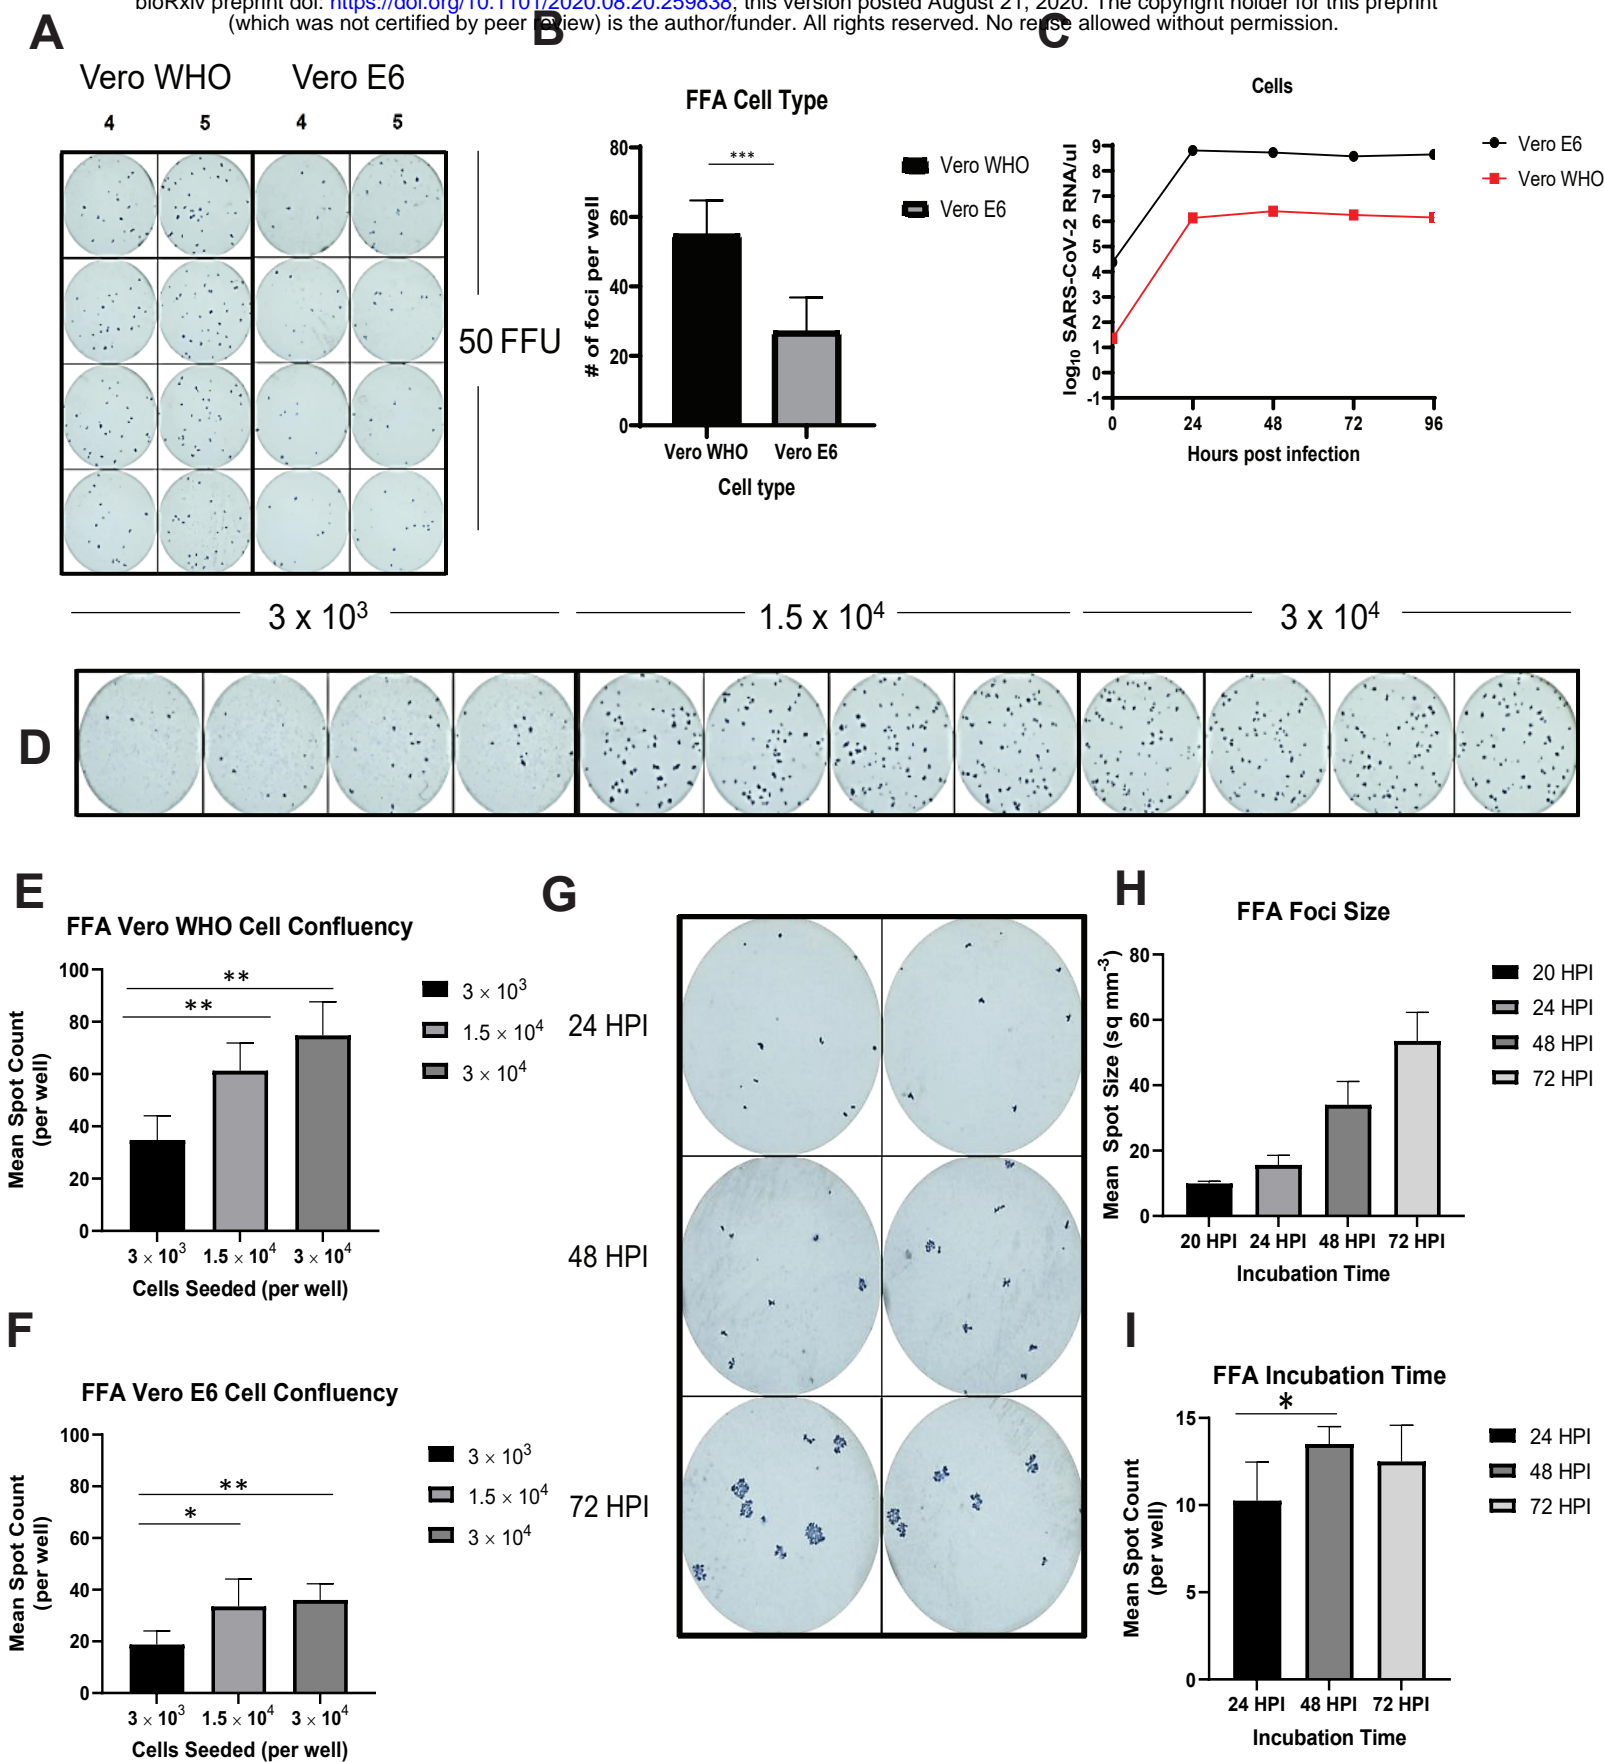 bioRxiv preprint doi: https://doi.org/10.1101/2020.08.20.259838; this version posted August 21, 2020. The copyright holder for this preprint
(which was not certified by peer review) is the author/funder. All rights reserved. No reuse allowed without permission.
A
Vero WHO Vero E6
4 5 4 5
50 FFU
B
FFA Cell Type
80
60
40
20
0
# of foci per well
***
Vero WHO
Vero E6
Vero WHO Vero E6
Cell type
C
Cells
9
8
7
6
5
4
3
2
1
0
-1
log10 SARS-CoV-2 RNA/ul
0 24 48 72 96
Hours post infection
Vero E6
Vero WHO
3 x 10³ 1.5 x 10⁴ 3 x 10⁴
D
E
FFA Vero WHO Cell Confluency
100
80
60
40
20
0
Mean Spot Count
(per well)
**
**
3 × 10³
1.5 × 10⁴
3 × 10⁴
3 × 10³ 1.5 × 10⁴ 3 × 10⁴
Cells Seeded (per well)
F
FFA Vero E6 Cell Confluency
100
80
60
40
20
0
Mean Spot Count
(per well)
**
*
3 × 10³
1.5 × 10⁴
3 × 10⁴
3 × 10³ 1.5 × 10⁴ 3 × 10⁴
Cells Seeded (per well)
G
24 HPI
48 HPI
72 HPI
H
FFA Foci Size
80
60
40
20
0
Mean Spot Size (sq mm⁻³)
20 HPI
24 HPI
48 HPI
72 HPI
20 HPI 24 HPI 48 HPI 72 HPI
Incubation Time
I
FFA Incubation Time
15
10
5
0
Mean Spot Count
(per well)
*
24 HPI
48 HPI
72 HPI
24 HPI 48 HPI 72 HPI
Incubation Time